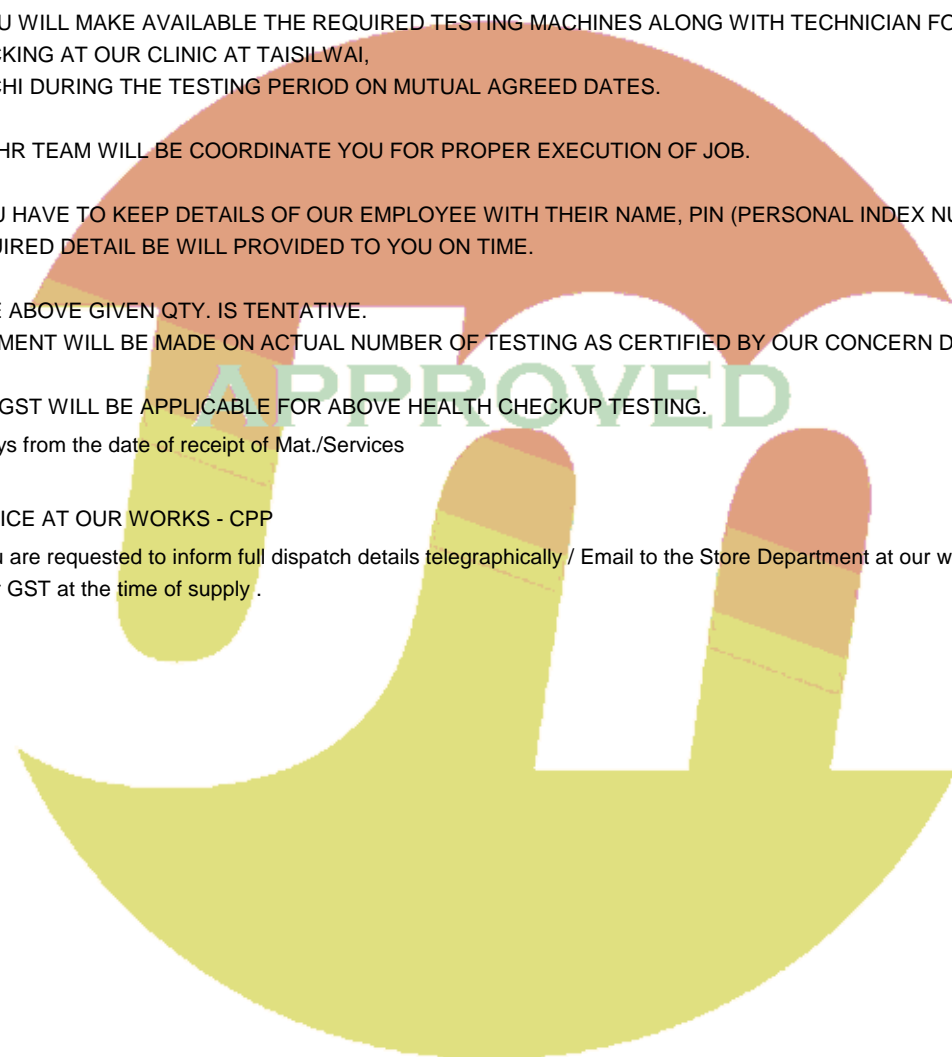 U WILL MAKE AVAILABLE THE REQUIRED TESTING MACHINES ALONG WITH TECHNICIAN FO
CKING AT OUR CLINIC AT TAISILWAI,
CHI DURING THE TESTING PERIOD ON MUTUAL AGREED DATES.
HR TEAM WILL BE COORDINATE YOU FOR PROPER EXECUTION OF JOB.
U HAVE TO KEEP DETAILS OF OUR EMPLOYEE WITH THEIR NAME, PIN (PERSONAL INDEX NU
UIRED DETAIL BE WILL PROVIDED TO YOU ON TIME.
E ABOVE GIVEN QTY. IS TENTATIVE.
MENT WILL BE MADE ON ACTUAL NUMBER OF TESTING AS CERTIFIED BY OUR CONCERN D
APPROVED
GST WILL BE APPLICABLE FOR ABOVE HEALTH CHECKUP TESTING.
ys from the date of receipt of Mat./Services
ICE AT OUR WORKS - CPP
u are requested to inform full dispatch details telegraphically / Email to the Store Department at our w
GST at the time of supply .